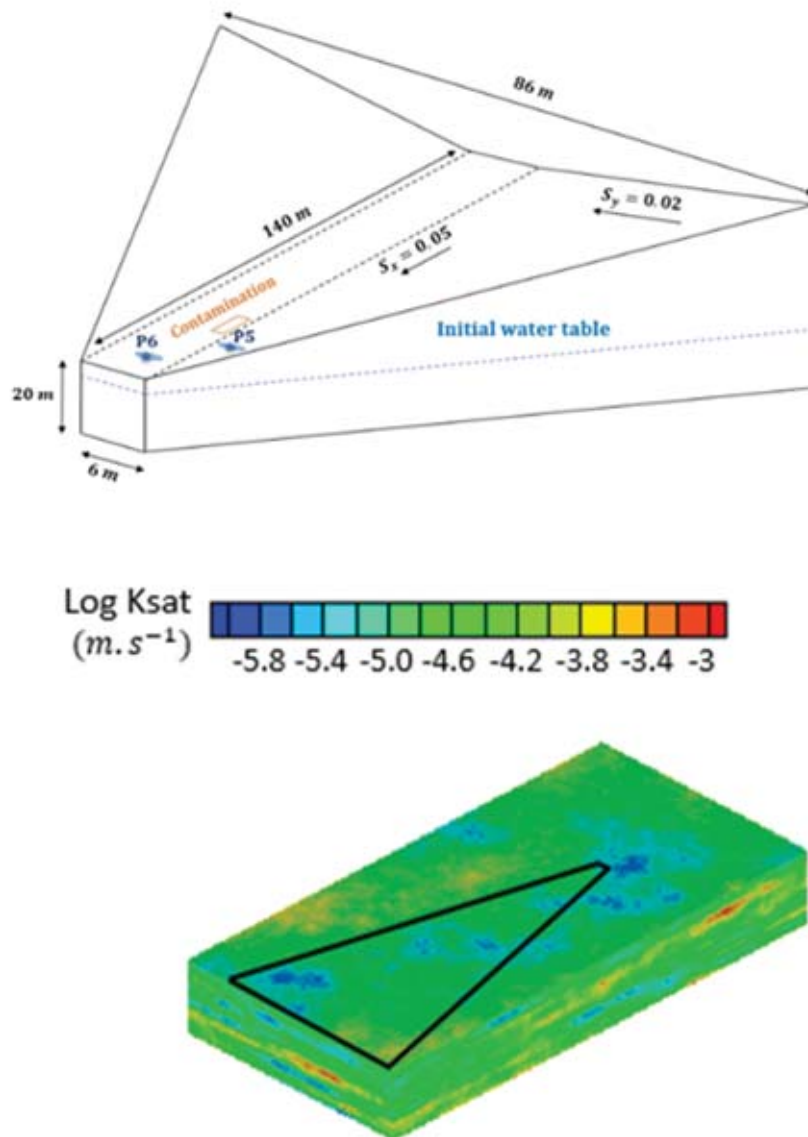 86 m
140 m
S_y = 0.02
S_x = 0.05
Contamination
P6
P5
Initial water table
20 m
6 m
Log Ksat
(m.s⁻¹)
-5.8 -5.4 -5.0 -4.6 -4.2 -3.8 -3.4 -3